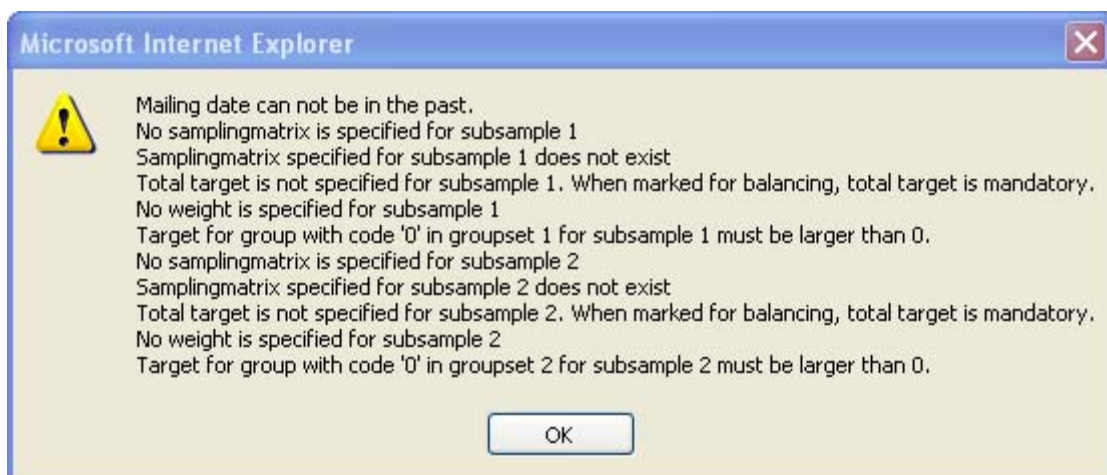 Microsoft Internet Explorer
Mailing date can not be in the past.
No samplingmatrix is specified for subsample 1
Samplingmatrix specified for subsample 1 does not exist
Total target is not specified for subsample 1. When marked for balancing, total target is mandatory.
No weight is specified for subsample 1
Target for group with code '0' in groupset 1 for subsample 1 must be larger than 0.
No samplingmatrix is specified for subsample 2
Samplingmatrix specified for subsample 2 does not exist
Total target is not specified for subsample 2. When marked for balancing, total target is mandatory.
No weight is specified for subsample 2
Target for group with code '0' in groupset 2 for subsample 2 must be larger than 0.
OK